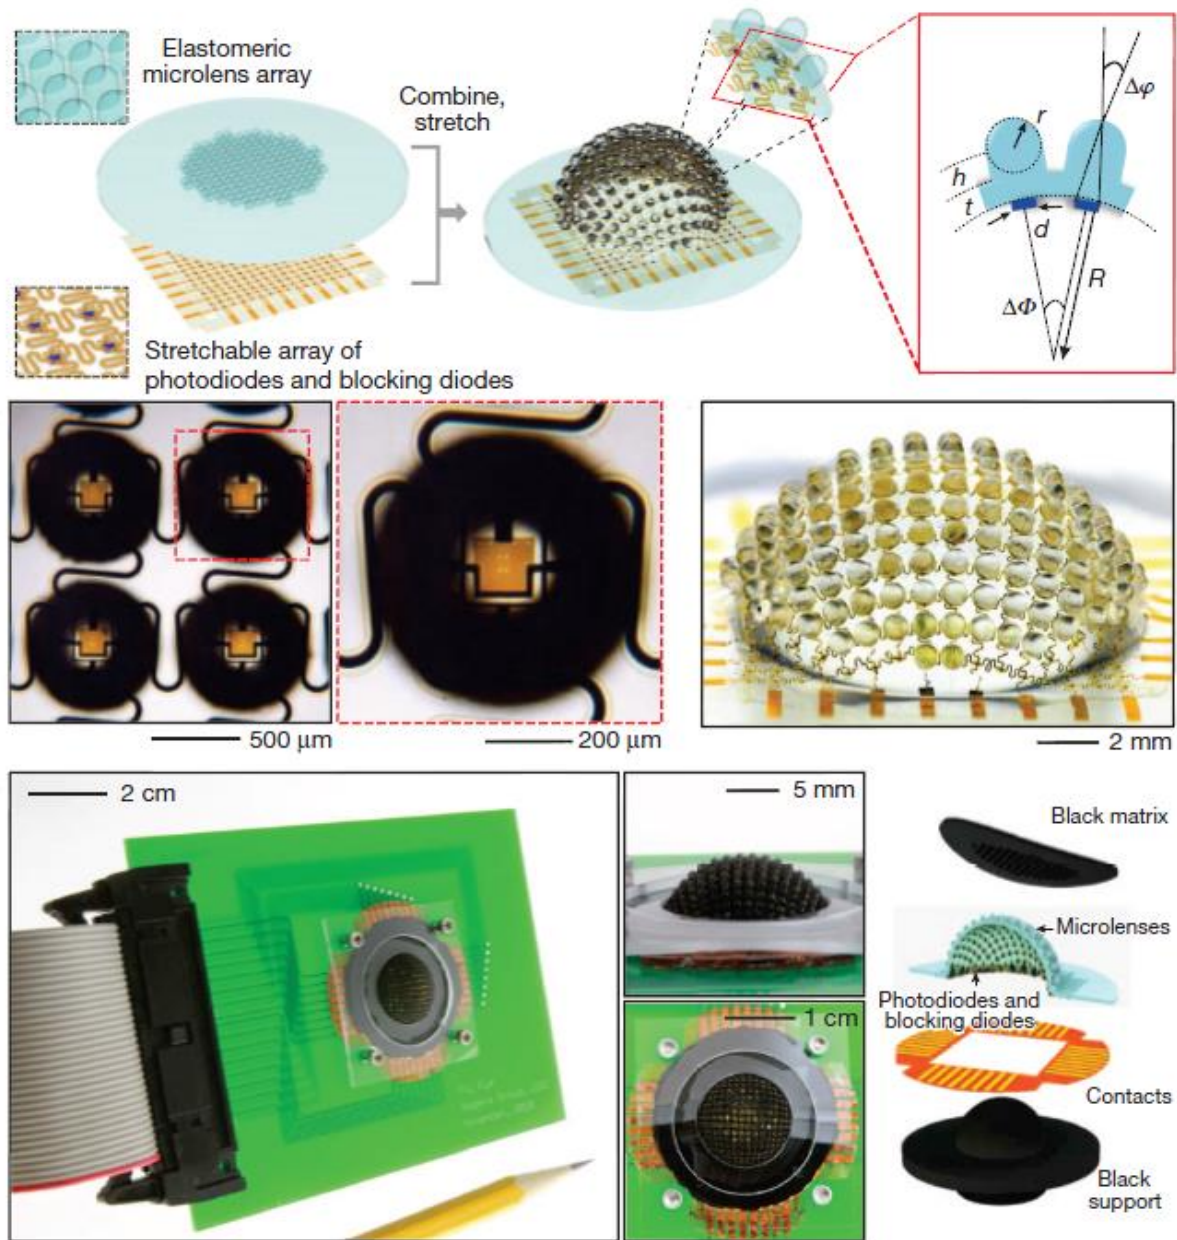 Elastomeric
microlens array
Combine,
stretch
Δφ
r
h
t
d
R
ΔΦ
Stretchable array of
photodiodes and blocking diodes
500 μm
200 μm
2 mm
2 cm
5 mm
1 cm
Black matrix
Microlenses
Photodiodes and
blocking diodes
Contacts
Black
support